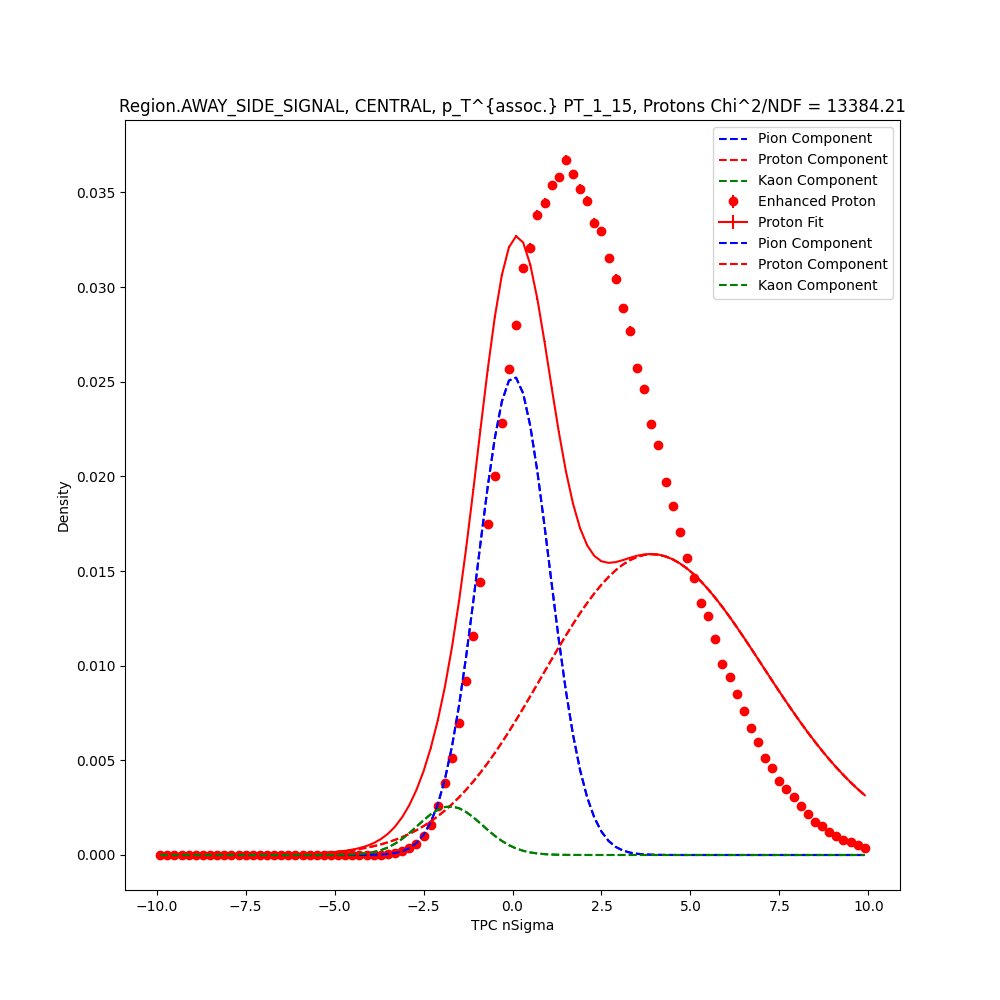 Region.AWAY_SIDE_SIGNAL, CENTRAL, p_T^{assoc.} PT_1_15, Protons Chi^2/NDF = 13384.21
Pion Component
Proton Component
Kaon Component
Enhanced Proton
Proton Fit
Pion Component
Proton Component
Kaon Component
0.035
0.030
0.025
0.020
0.015
0.010
0.005
0.000
Density
−10.0 −7.5 −5.0 −2.5 0.0 2.5 5.0 7.5 10.0
TPC nSigma